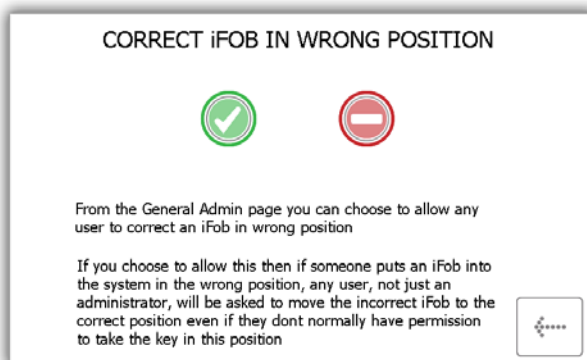 CORRECT iFOB IN WRONG POSITION
From the General Admin page you can choose to allow any
user to correct an iFob in wrong position
If you choose to allow this then if someone puts an iFob into
the system in the wrong position, any user, not just an
administrator, will be asked to move the incorrect iFob to the
correct position even if they dont normally have permission
to take the key in this position